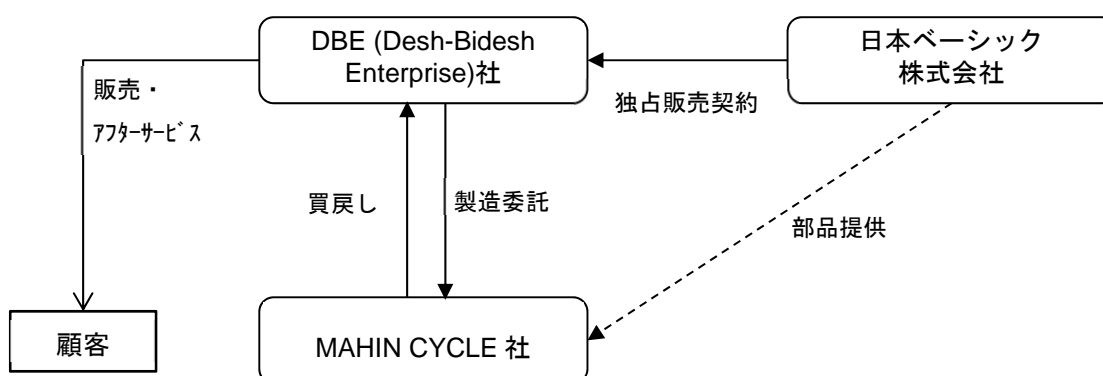 DBE (Desh-Bidesh
Enterprise)社
日本ベーシック
株式会社
販売・
ｱﾌﾀｰｻｰﾋﾞｽ
独占販売契約
買戻し
製造委託
部品提供
顧客
MAHIN CYCLE 社